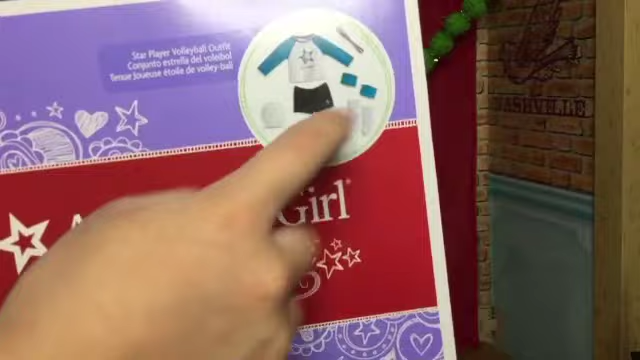 Star Player Volleyball Outfit
Conjunto estrella del voleibol
Tenue Joueuse étoile de volley-ball
Girl®
NASHVILLE